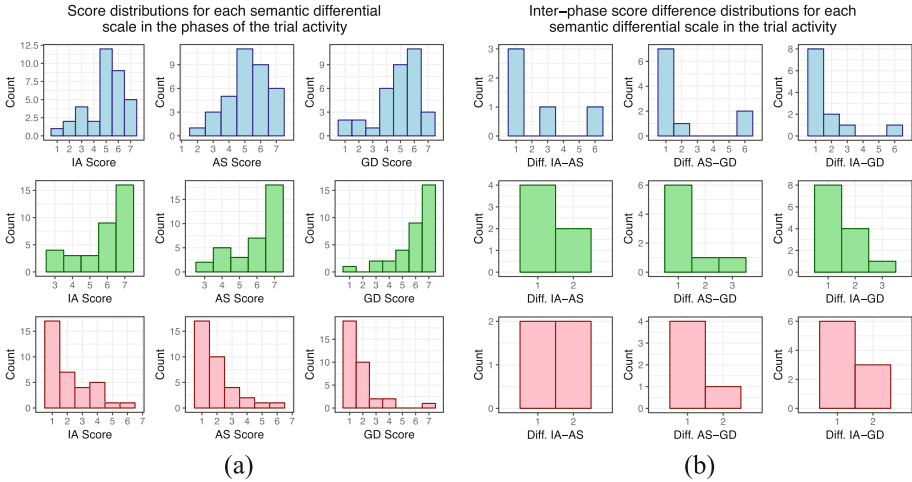 Score distributions for each semantic differential
scale in the phases of the trial activity
Inter−phase score difference distributions for each
semantic differential scale in the trial activity
Count
12.5
10.0
7.5
5.0
2.5
0.0
1 2 3 4 5 6 7
IA Score
Count
9
6
3
0
1 2 3 4 5 6 7
AS Score
Count
9
6
3
0
1 2 3 4 5 6 7
GD Score
Count
3
2
1
0
1 2 3 4 5 6
Diff. IA−AS
Count
6
4
2
0
1 2 3 4 5 6
Diff. AS−GD
Count
8
6
4
2
0
1 2 3 4 5 6
Diff. IA−GD
Count
15
10
5
0
3 4 5 6 7
IA Score
Count
15
10
5
0
3 4 5 6 7
AS Score
Count
15
10
5
0
1 2 3 4 5 6 7
GD Score
Count
4
3
2
1
0
1 2
Diff. IA−AS
Count
6
4
2
0
1 2 3
Diff. AS−GD
Count
8
6
4
2
0
1 2 3
Diff. IA−GD
Count
15
10
5
0
1 2 3 4 5 6 7
IA Score
Count
15
10
5
0
1 2 3 4 5 6 7
AS Score
Count
15
10
5
0
1 2 3 4 5 6 7
GD Score
Count
2
1
0
1 2
Diff. IA−AS
Count
4
3
2
1
0
1 2
Diff. AS−GD
Count
6
4
2
0
1 2
Diff. IA−GD
(a)
(b)